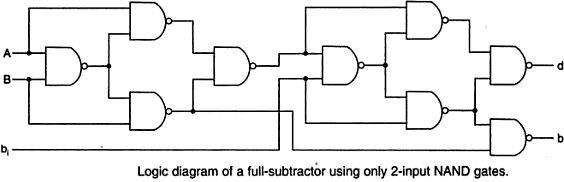 A
B
d
b
bi
Logic diagram of a full-subtractor using only 2-input NAND gates.